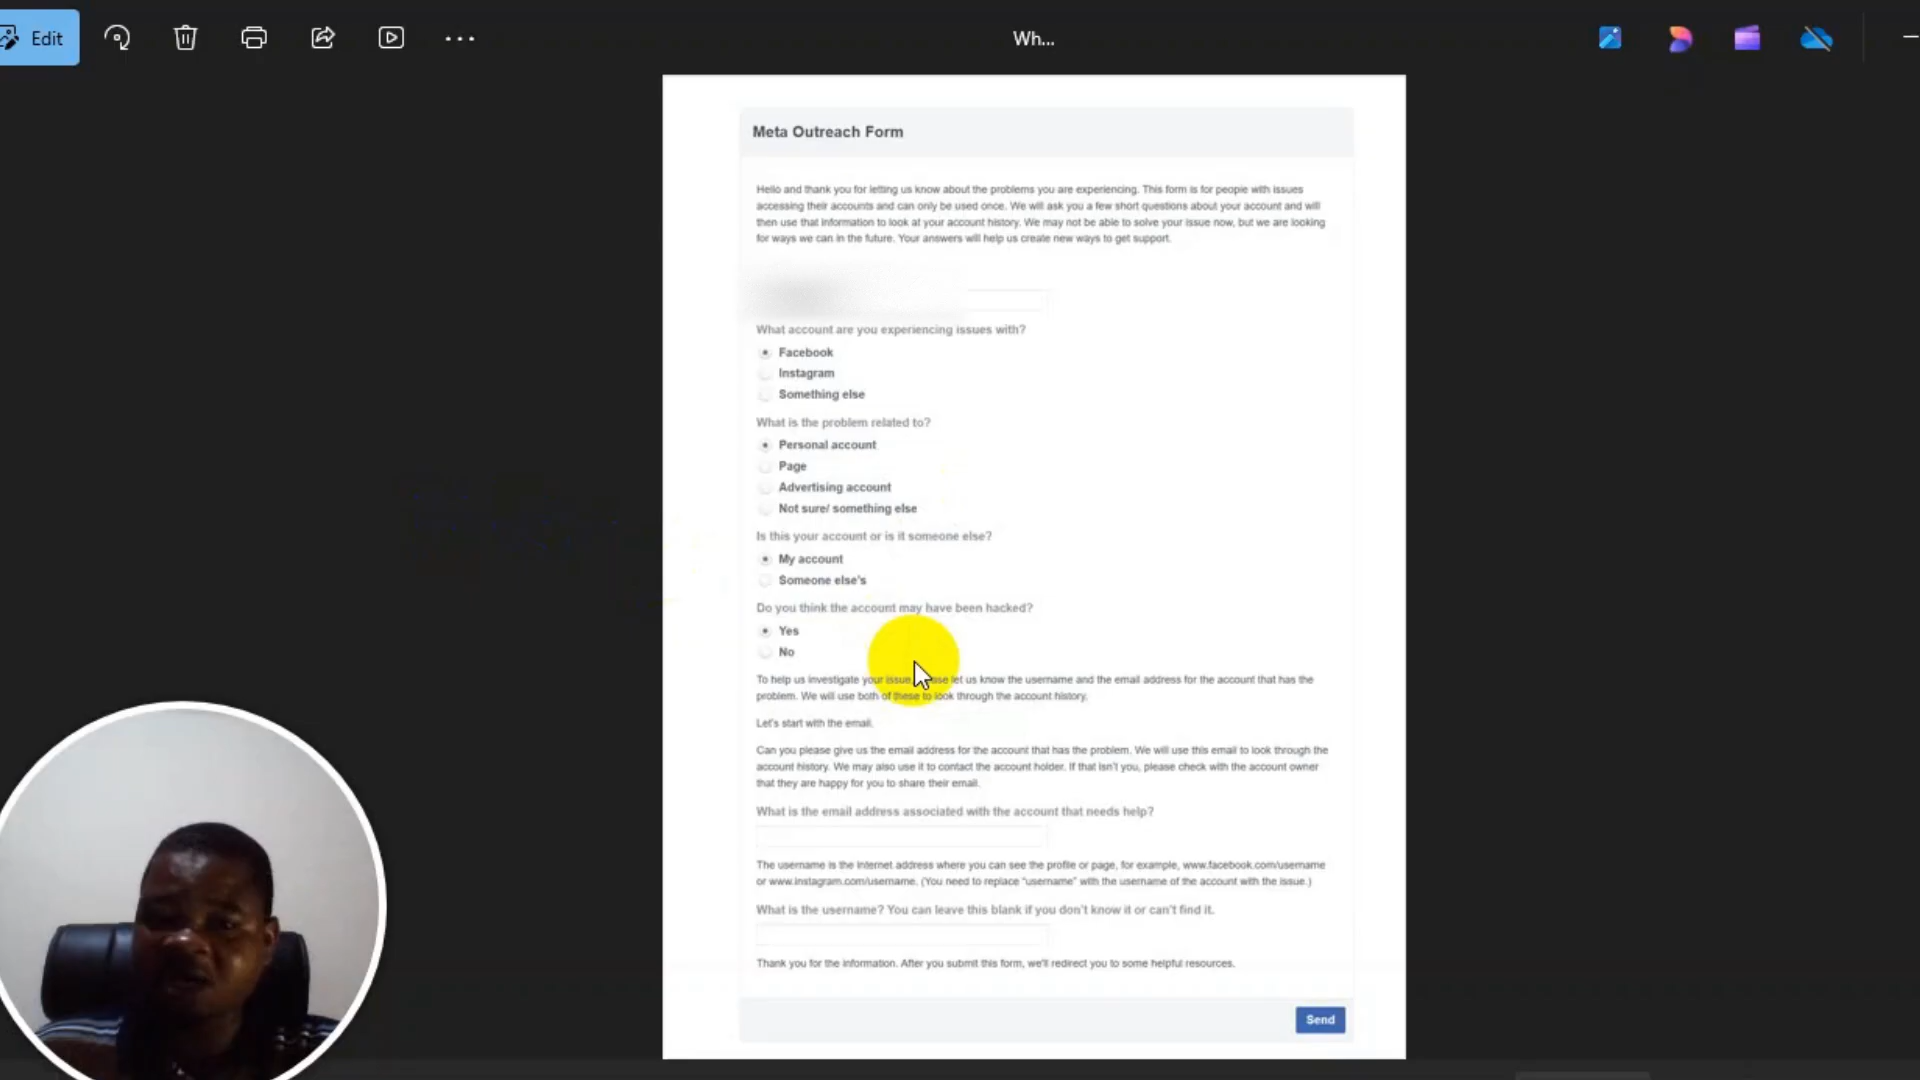 Edit
Wh...
Meta Outreach Form
Hello and thank you for letting us know about the problems you are experiencing. This form is for people with issues
accessing their accounts and can only be used once. We will ask you a few short questions about your account and will
then use that information to look at your account history. We may not be able to solve your issue now, but we are looking
for ways we can in the future. Your answers will help us create new ways to get support.
What account are you experiencing issues with?
Facebook
Instagram
Something else
What is the problem related to?
Personal account
Page
Advertising account
Not sure/ something else
Is this your account or is it someone else?
My account
Someone else's
Do you think the account may have been hacked?
Yes
No
To help us investigate your issue, let us know the username and the email address for the account that has the
problem. We will use both of these to look through the account history.
Let's start with the email.
Can you please give us the email address for the account that has the problem. We will use this email to look through the
account history. We may also use it to contact the account holder. If that isn't you, please check with the account owner
that they are happy for you to share their email.
What is the email address associated with the account that needs help?
The username is the internet address where you can see the profile or page, for example, www.facebook.com/username
or www.instagram.com/username. (You need to replace "username" with the username of the account with the issue.)
What is the username? You can leave this blank if you don't know it or can't find it.
Thank you for the information. After you submit this form, we'll redirect you to some helpful resources.
Send